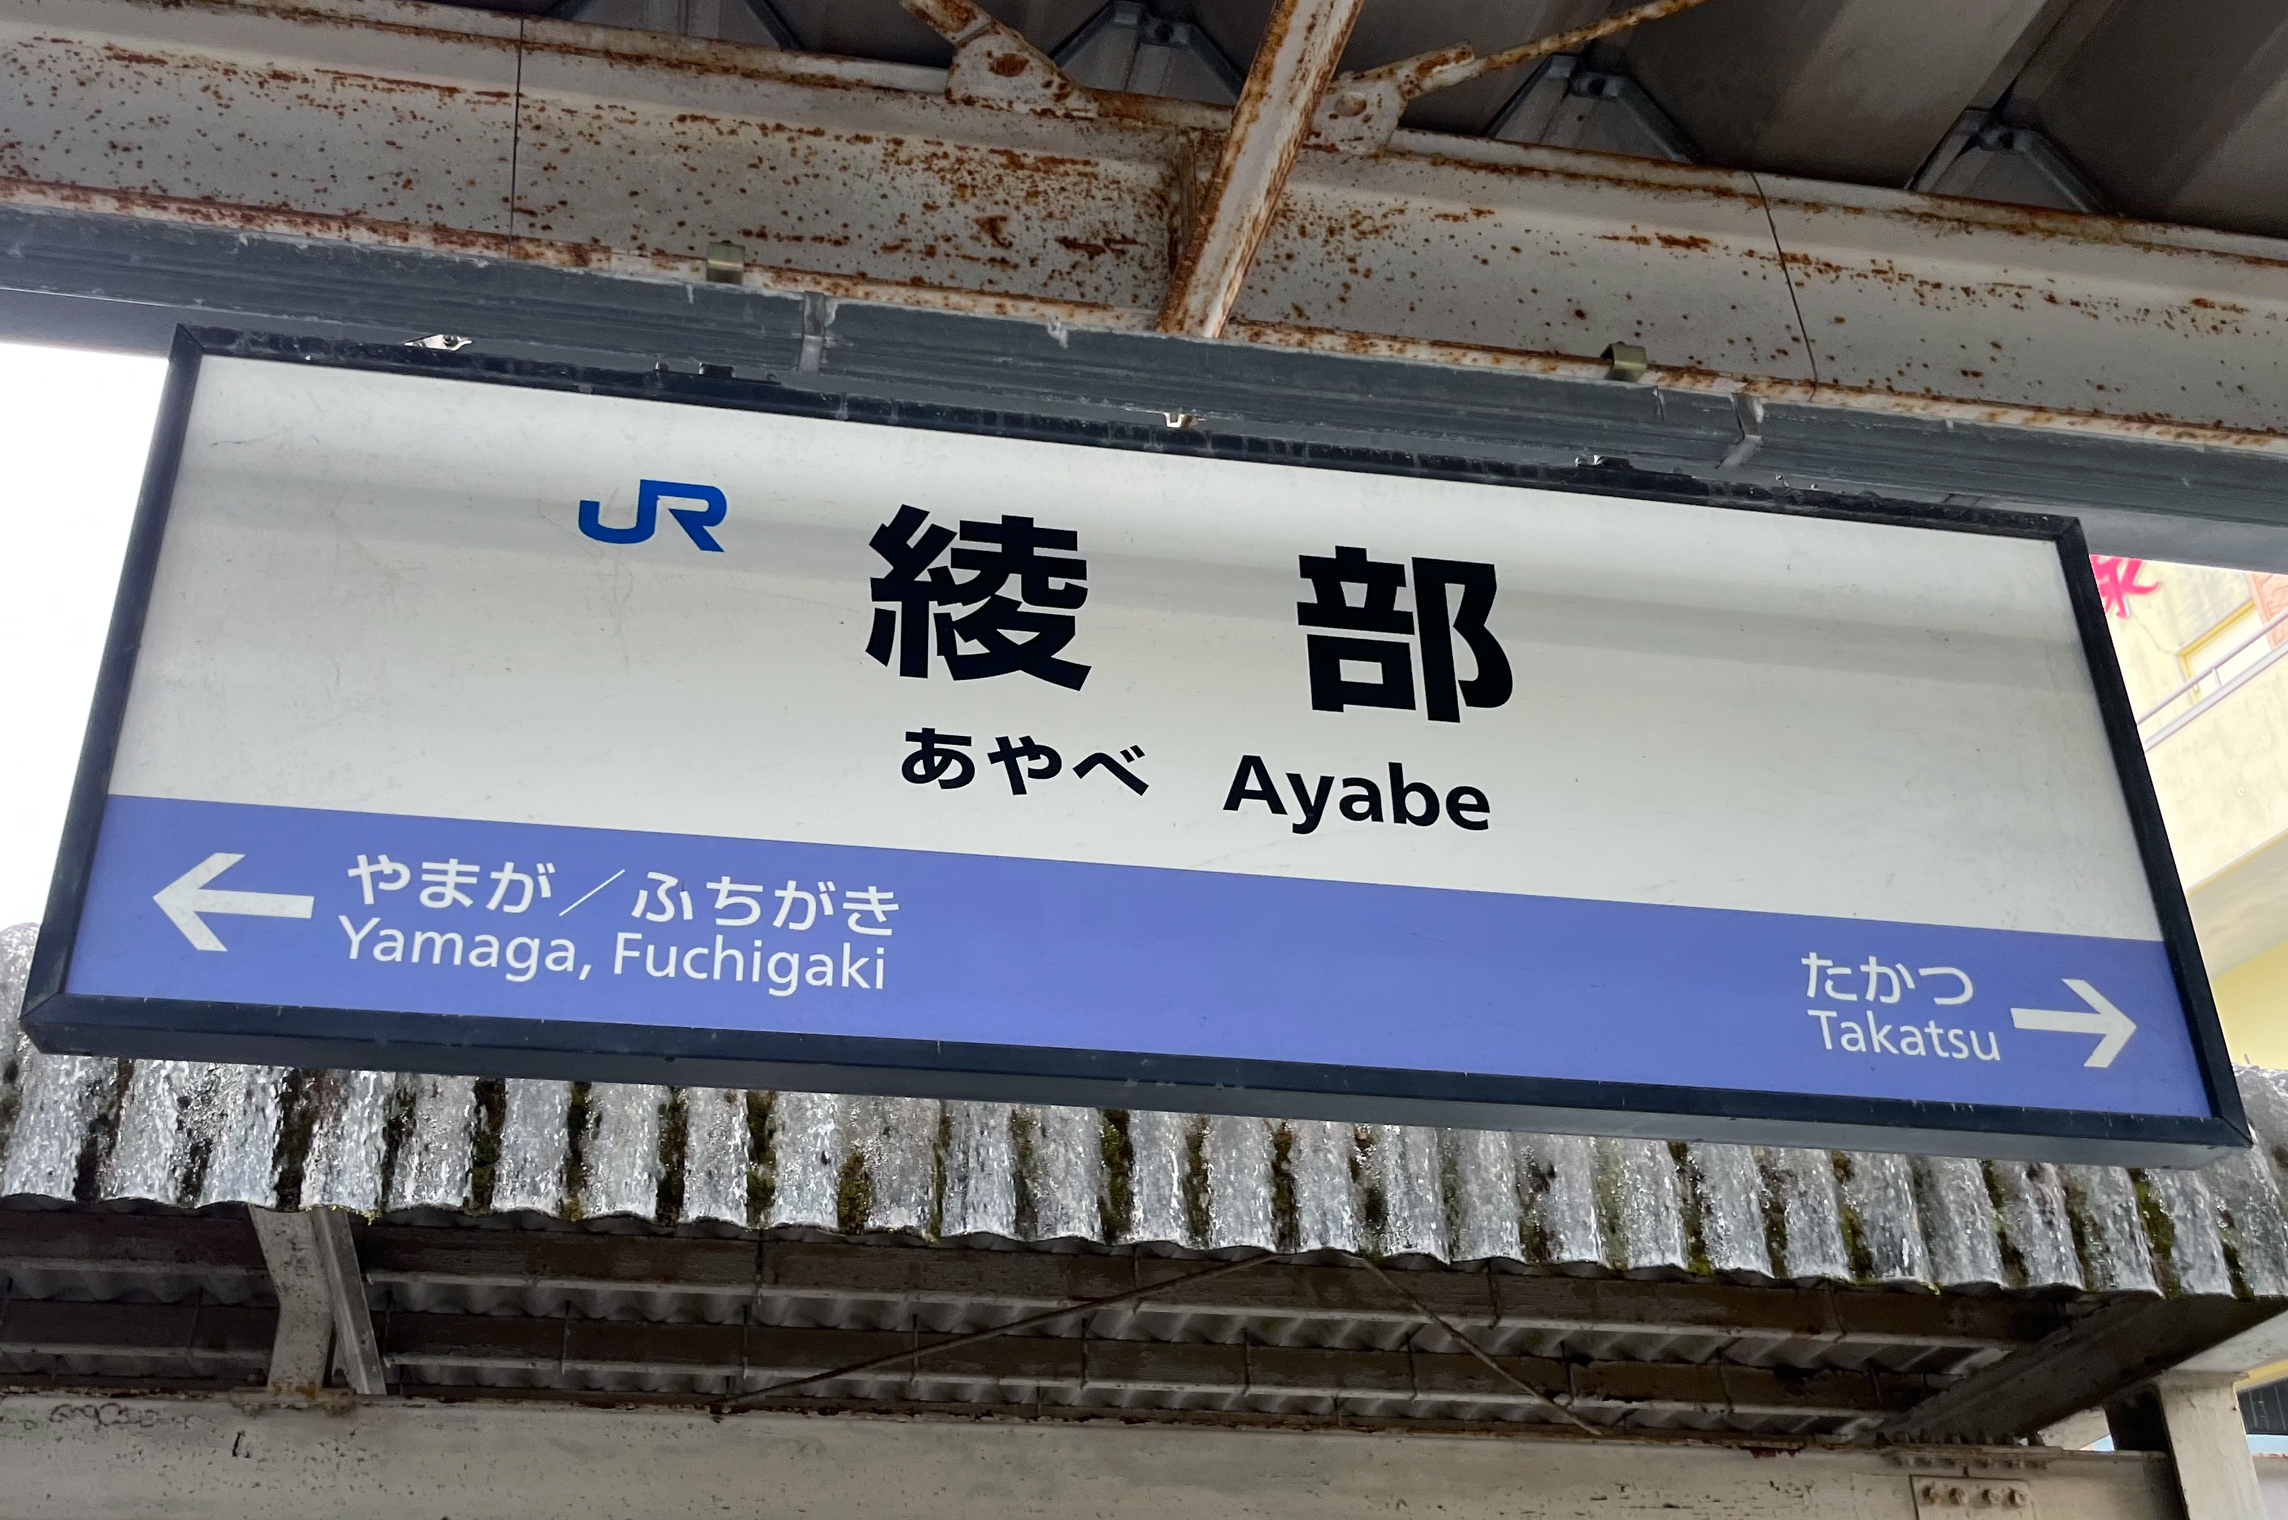 JR
綾部
あやべ Ayabe
← やまが／ふちがき
Yamaga, Fuchigaki
たかつ →
Takatsu